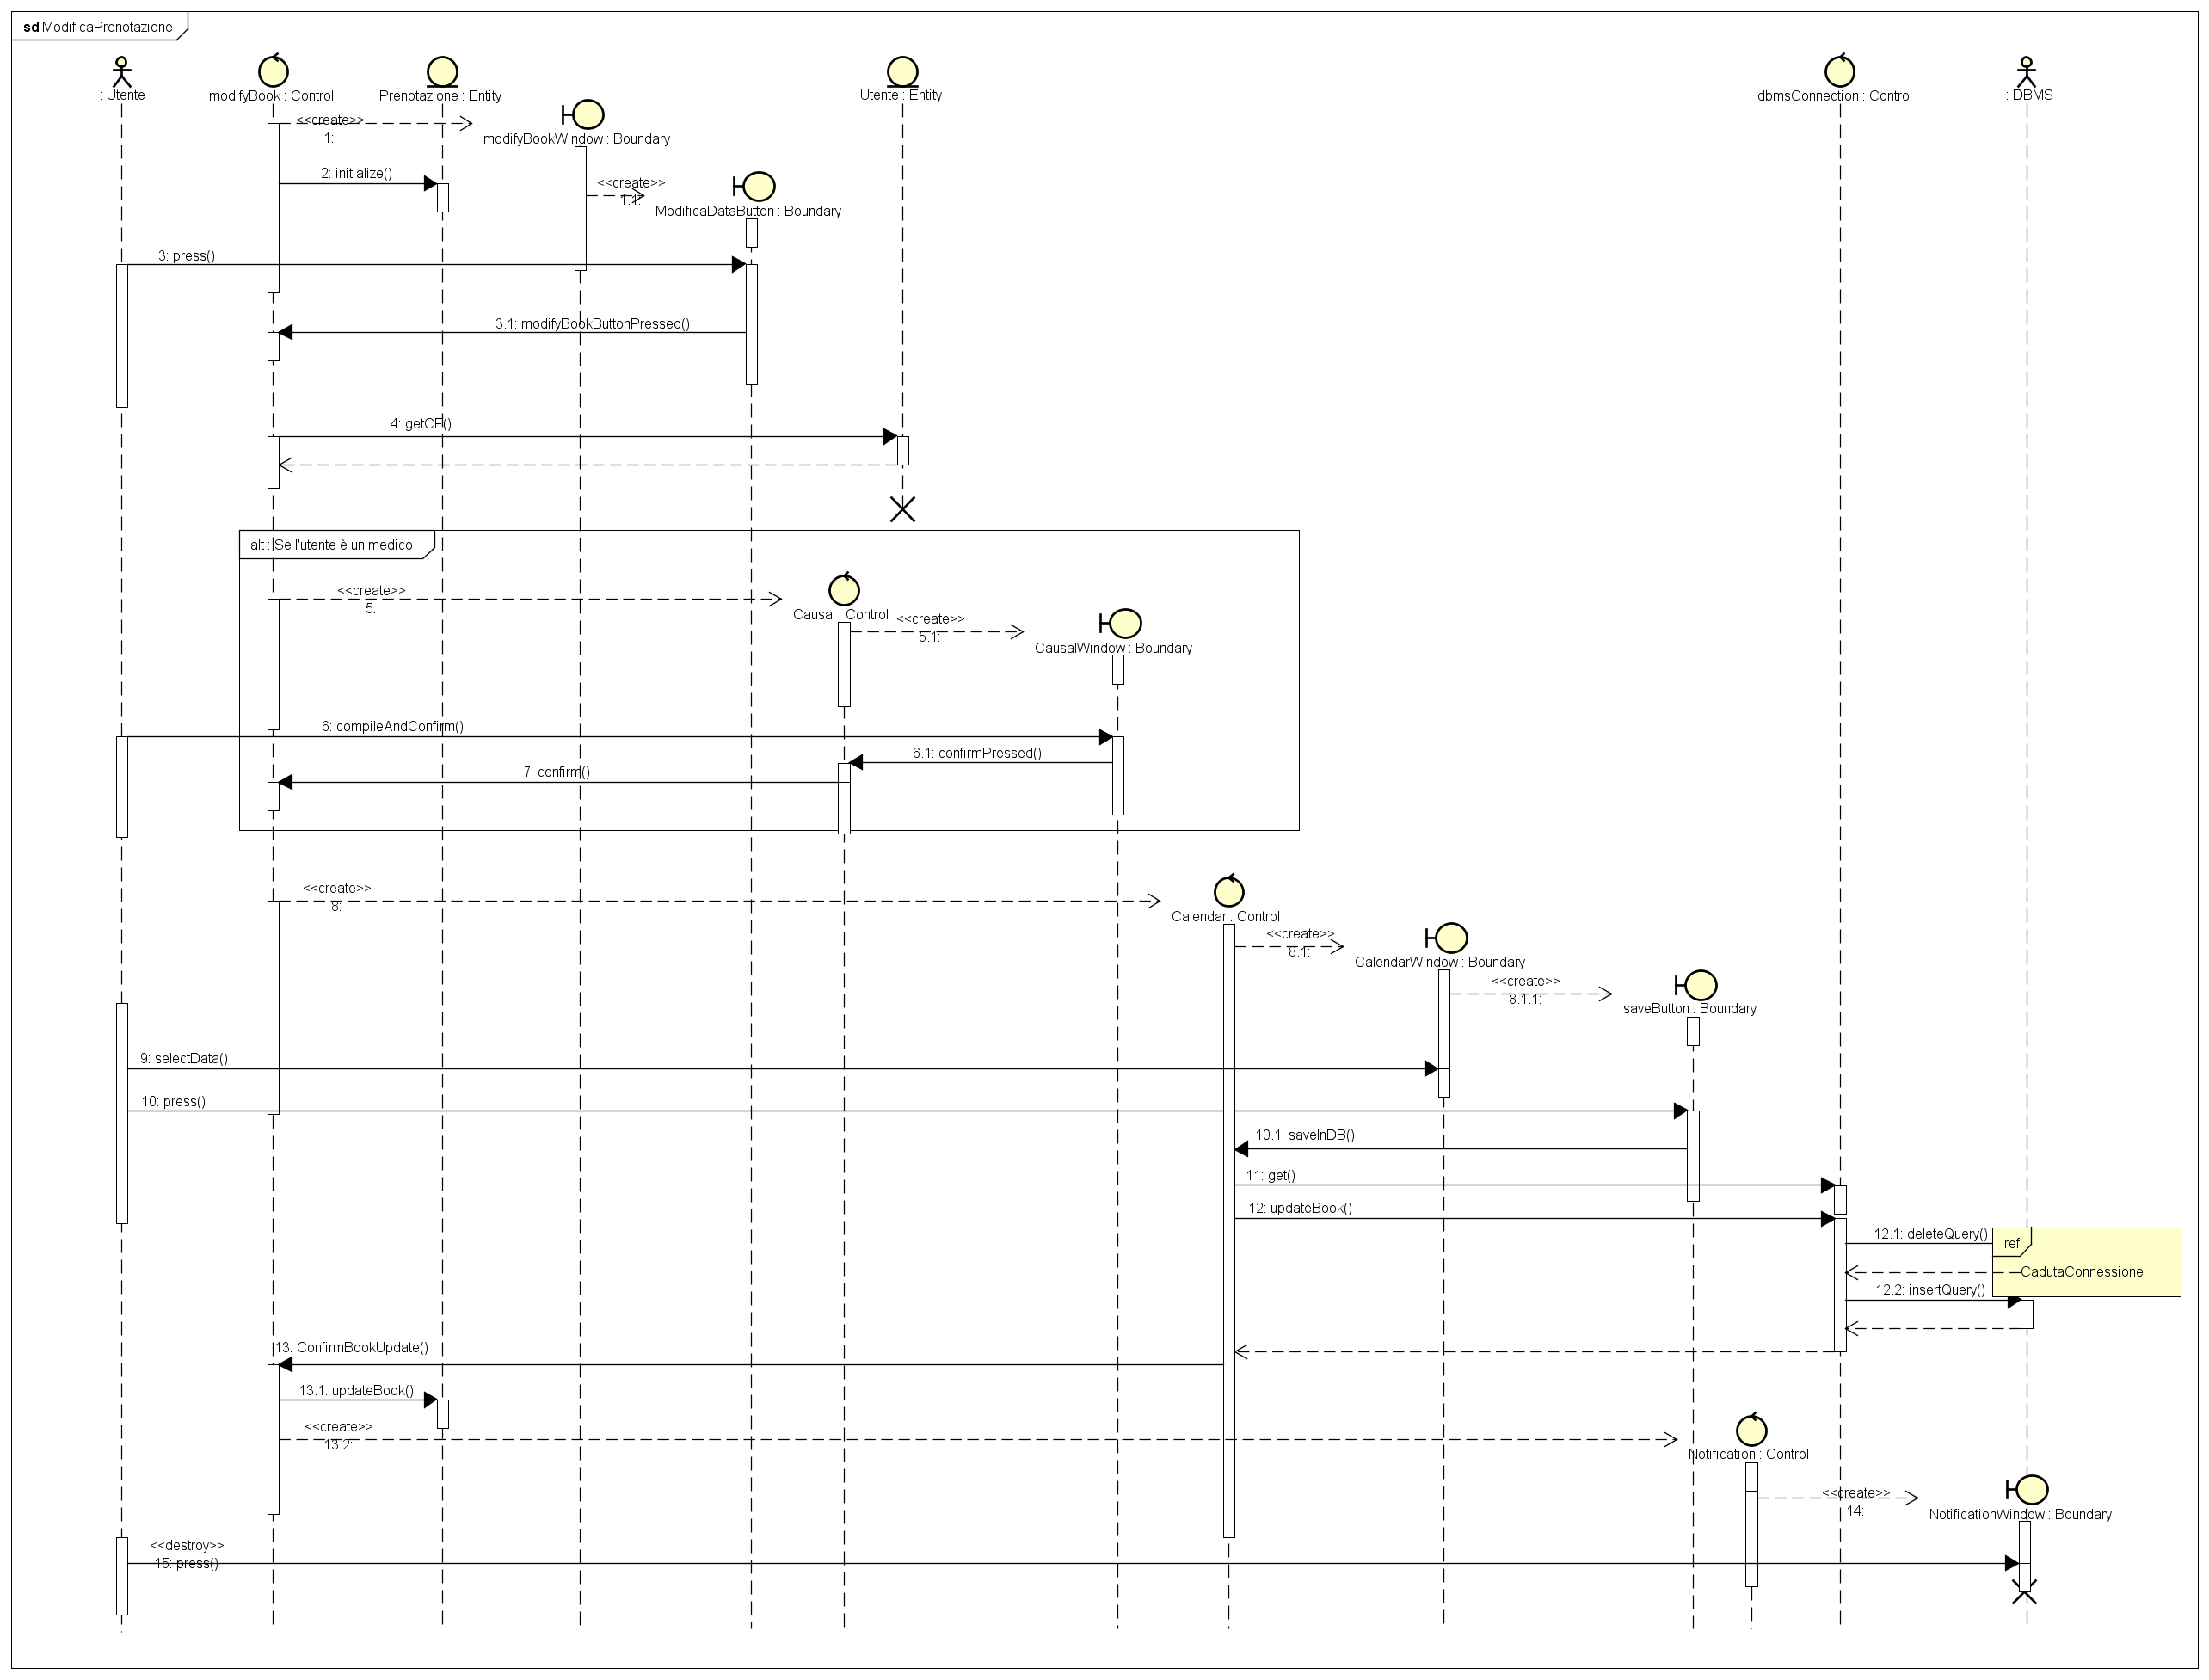 sd ModificaPrenotazione
: Utente
modifyBook : Control
Prenotazione : Entity
Utente : Entity
dbmsConnection : Control
: DBMS
<<create>>
1:
modifyBookWindow : Boundary
2: initialize()
<<create>>
1.1:
ModificaDataButton : Boundary
3: press()
3.1: modifyBookButtonPressed()
4: getCF()
alt : Se l'utente è un medico
<<create>>
5:
Causal : Control
<<create>>
5.1:
CausalWindow : Boundary
6: compileAndConfirm()
6.1: confirmPressed()
7: confirm()
<<create>>
8:
Calendar : Control
<<create>>
8.1:
CalendarWindow : Boundary
<<create>>
8.1.1:
saveButton : Boundary
9: selectData()
10: press()
10.1: saveInDB()
11: get()
12: updateBook()
12.1: deleteQuery()
ref
CadutaConnessione
12.2: insertQuery()
13: ConfirmBookUpdate()
13.1: updateBook()
<<create>>
13.2:
Notification : Control
<<create>>
14:
NotificationWindow : Boundary
<<destroy>>
15: press()